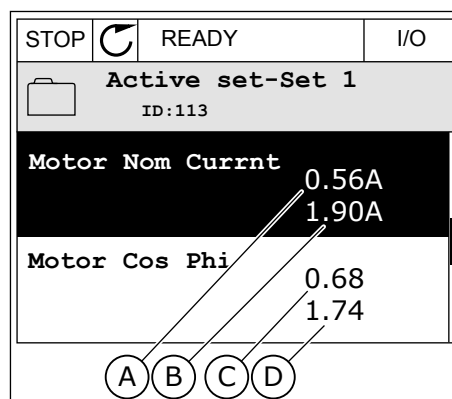 STOP READY I/O
Active set-Set 1
ID:113
Motor Nom Currnt
0.56A
1.90A
Motor Cos Phi
0.68
1.74
A B C D